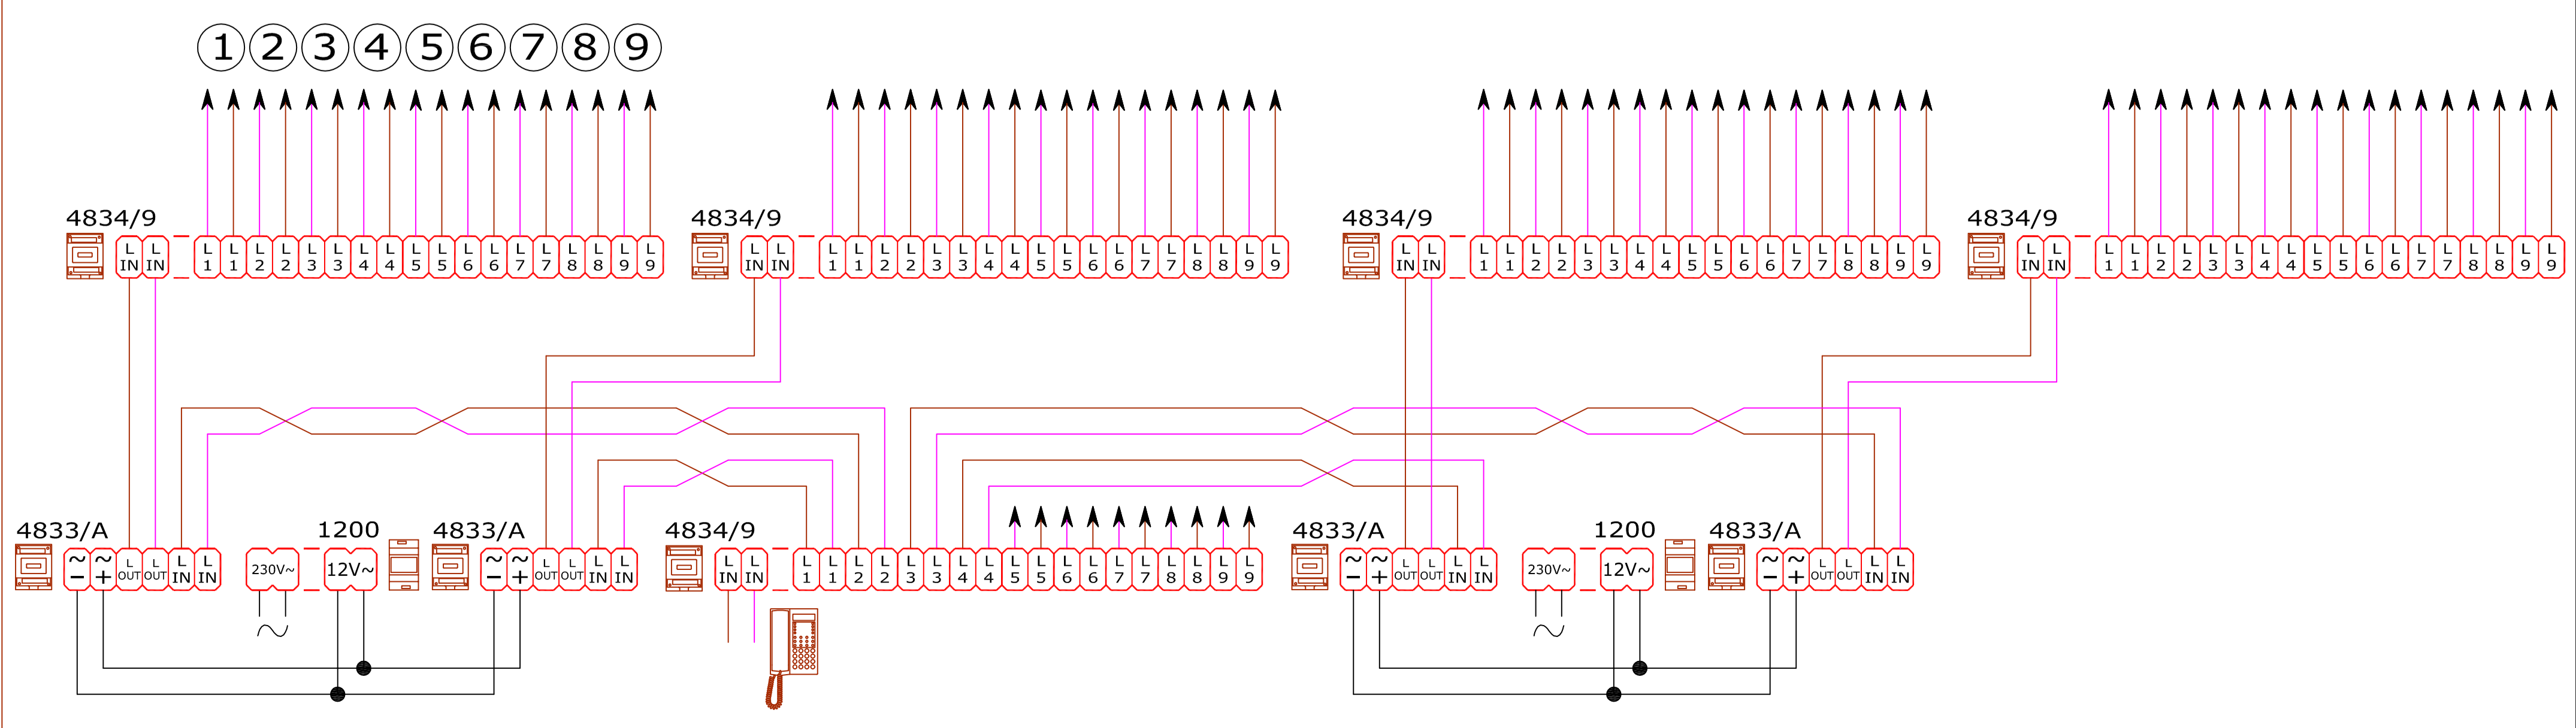 1 2 3 4 5 6 7 8 9
4834/9 4834/9 4834/9 4834/9
L IN L IN L 1 L 1 L 2 L 2 L 3 L 3 L 4 L 4 L 5 L 5 L 6 L 6 L 7 L 7 L 8 L 8 L 9 L 9
L IN L IN L 1 L 1 L 2 L 2 L 3 L 3 L 4 L 4 L 5 L 5 L 6 L 6 L 7 L 7 L 8 L 8 L 9 L 9
L IN L IN L 1 L 1 L 2 L 2 L 3 L 3 L 4 L 4 L 5 L 5 L 6 L 6 L 7 L 7 L 8 L 8 L 9 L 9
L IN L IN L 1 L 1 L 2 L 2 L 3 L 3 L 4 L 4 L 5 L 5 L 6 L 6 L 7 L 7 L 8 L 8 L 9 L 9
4833/A 1200 4833/A 4834/9 4833/A 1200 4833/A
~ − ~ + L OUT L OUT L IN L IN
230V~ 12V~
~ − ~ + L OUT L OUT L IN L IN
L IN L IN L 1 L 1 L 2 L 2 L 3 L 3 L 4 L 4 L 5 L 5 L 6 L 6 L 7 L 7 L 8 L 8 L 9 L 9
~ − ~ + L OUT L OUT L IN L IN
230V~ 12V~
~ − ~ + L OUT L OUT L IN L IN
~ ~